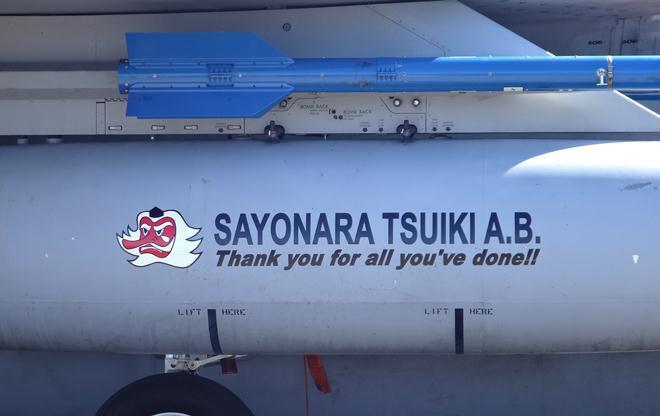 BOMB RACK
BOMB RACK
SAYONARA TSUIKI A.B.
Thank you for all you've done!!
LIFT HERE
LIFT HERE